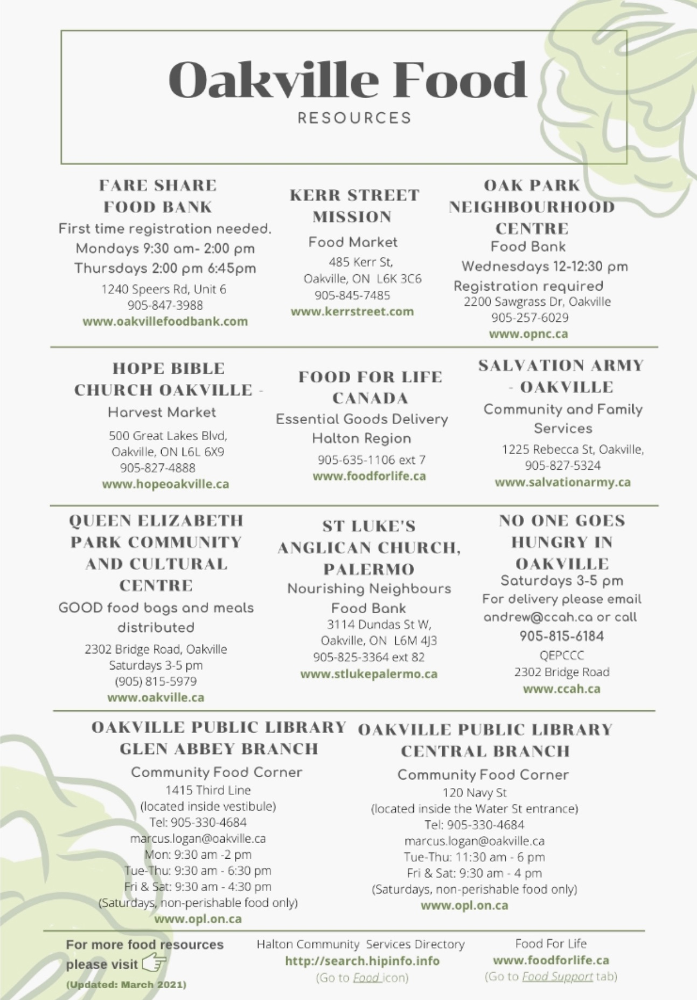 Oakville Food
RESOURCES
FARE SHARE
FOOD BANK
First time registration needed.
Mondays 9:30 am- 2:00 pm
Thursdays 2:00 pm 6:45pm
1240 Speers Rd, Unit 6
905-847-3988
www.oakvillefoodbank.com
KERR STREET
MISSION
Food Market
485 Kerr St,
Oakville, ON L6K 3C6
905-845-7485
www.kerrstreet.com
OAK PARK
NEIGHBOURHOOD
CENTRE
Food Bank
Wednesdays 12-12:30 pm
Registration required
2200 Sawgrass Dr, Oakville
905-257-6029
www.opnc.ca
HOPE BIBLE
CHURCH OAKVILLE -
Harvest Market
500 Great Lakes Blvd,
Oakville, ON L6L 6X9
905-827-4888
www.hopeoakville.ca
FOOD FOR LIFE
CANADA
Essential Goods Delivery
Halton Region
905-635-1106 ext 7
www.foodforlife.ca
SALVATION ARMY
- OAKVILLE
Community and Family
Services
1225 Rebecca St, Oakville,
905-827-5324
www.salvationarmy.ca
QUEEN ELIZABETH
PARK COMMUNITY
AND CULTURAL
CENTRE
GOOD food bags and meals
distributed
2302 Bridge Road, Oakville
Saturdays 3-5 pm
(905) 815-5979
www.oakville.ca
ST LUKE'S
ANGLICAN CHURCH,
PALERMO
Nourishing Neighbours
Food Bank
3114 Dundas St W,
Oakville, ON L6M 4J3
905-825-3364 ext 82
www.stlukepalermo.ca
NO ONE GOES
HUNGRY IN
OAKVILLE
Saturdays 3-5 pm
For delivery please email
andrew@ccah.ca or call
905-815-6184
QEPCCC
2302 Bridge Road
www.ccah.ca
OAKVILLE PUBLIC LIBRARY
GLEN ABBEY BRANCH
Community Food Corner
1415 Third Line
(located inside vestibule)
Tel: 905-330-4684
marcus.logan@oakville.ca
Mon: 9:30 am -2 pm
Tue-Thu: 9:30 am - 6:30 pm
Fri & Sat: 9:30 am - 4:30 pm
(Saturdays, non-perishable food only)
www.opl.on.ca
OAKVILLE PUBLIC LIBRARY
CENTRAL BRANCH
Community Food Corner
120 Navy St
(located inside the Water St entrance)
Tel: 905-330-4684
marcus.logan@oakville.ca
Tue-Thu: 11:30 am - 6 pm
Fri & Sat: 9:30 am - 4 pm
(Saturdays, non-perishable food only)
www.opl.on.ca
For more food resources
please visit
(Updated: March 2021)
Halton Community Services Directory
http://search.hipinfo.info
(Go to Food icon)
Food For Life
www.foodforlife.ca
(Go to Food Support tab)